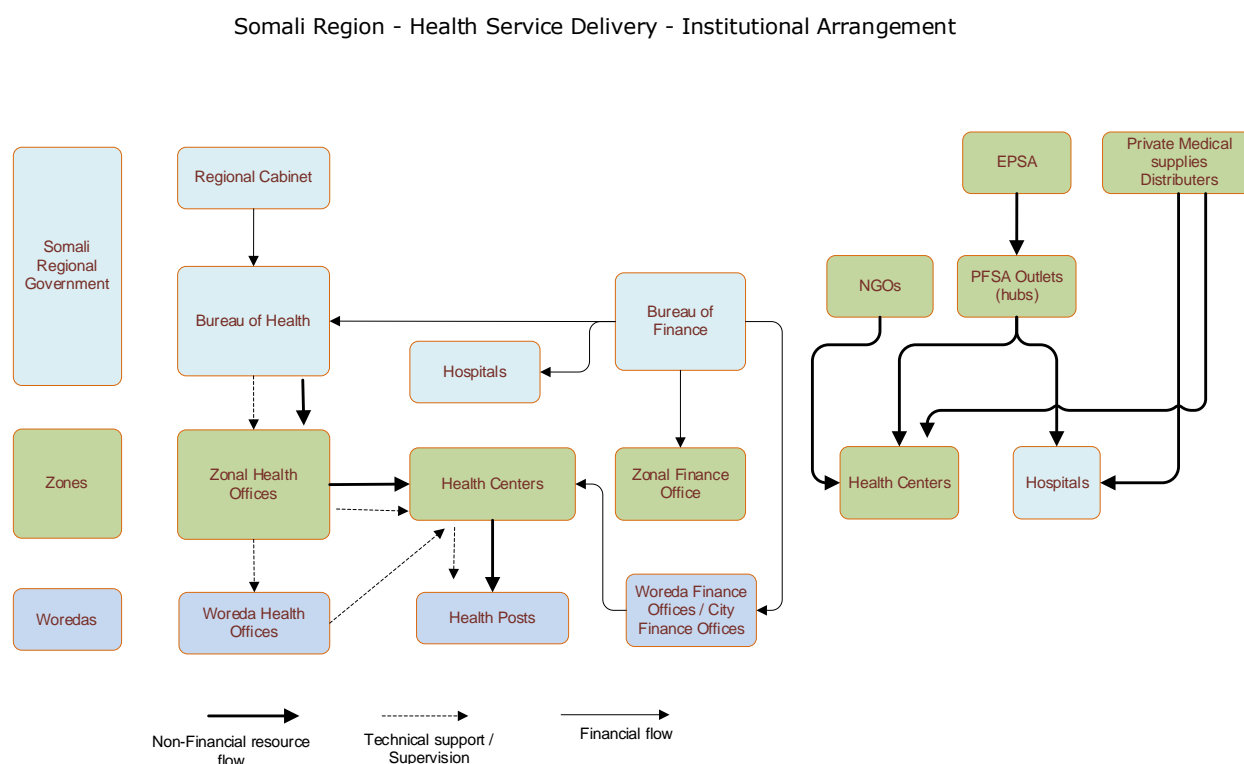 Somali Region - Health Service Delivery - Institutional Arrangement
Somali
Regional
Government
Regional Cabinet
Bureau of Health
Hospitals
Bureau of
Finance
EPSA
Private Medical
supplies
Distributers
NGOs
PFSA Outlets
(hubs)
Zones
Zonal Health
Offices
Health Centers
Zonal Finance
Office
Health Centers
Hospitals
Woredas
Woreda Health
Offices
Health Posts
Woreda Finance
Offices / City
Finance Offices
Non-Financial resource
flow
Technical support /
Supervision
Financial flow